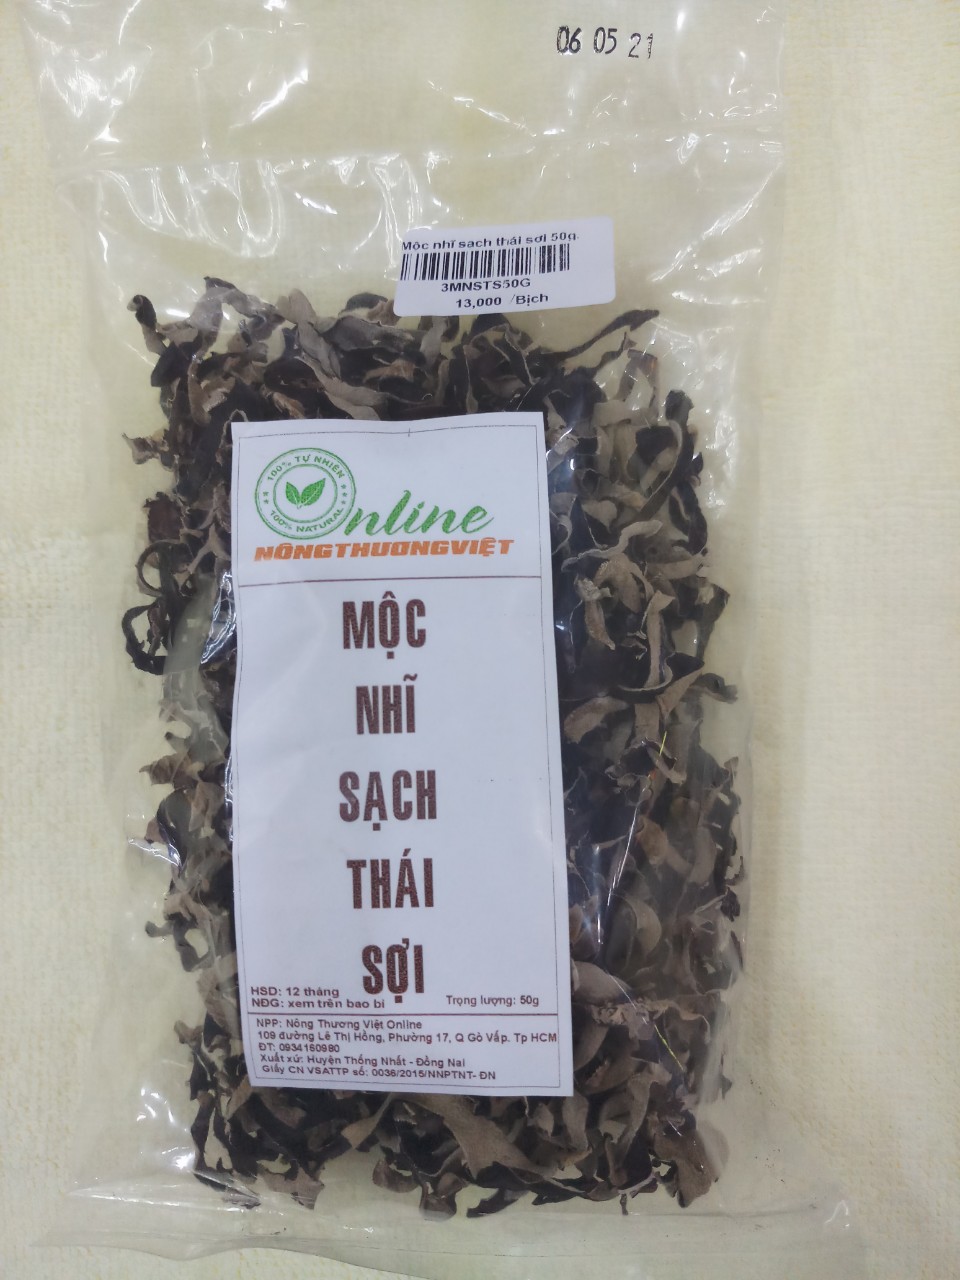 06 05 21
Mộc nhĩ sạch thái sợi 50g.
3MNSTS50G
13,000 /Bịch
100% TỰ NHIÊN
100% NATURAL
Online
NÔNGTHƯƠNGVIỆT
MỘC
NHĨ
SẠCH
THÁI
SỢI
HSD: 12 tháng
NĐG: xem trên bao bì
Trọng lượng: 50g
NPP: Nông Thương Việt Online
109 đường Lê Thị Hồng, Phường 17, Q Gò Vấp. Tp HCM
ĐT: 0934160980
Xuất xứ: Huyện Thống Nhất - Đồng Nai
Giấy CN VSATTP số: 0036/2015/NNPTNT- ĐN